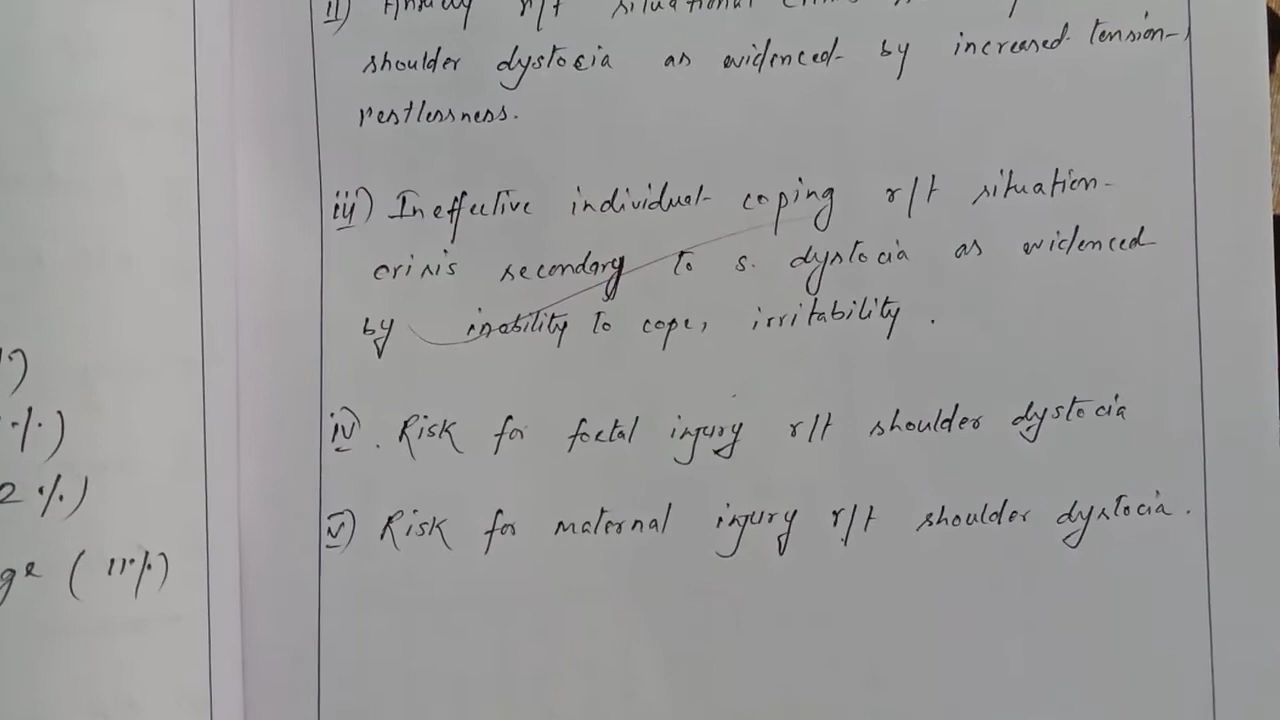 ii) Anxiety r/t situational
shoulder dystocia as evidenced by increased tension,
restlessness.
iii) Ineffective individual coping r/t situation
crisis secondary to s. dystocia as evidenced
by inability to cope, irritability.
iv. Risk for foetal injury r/t shoulder dystocia
v) Risk for maternal injury r/t shoulder dystocia.
%)
2%)
(11%)